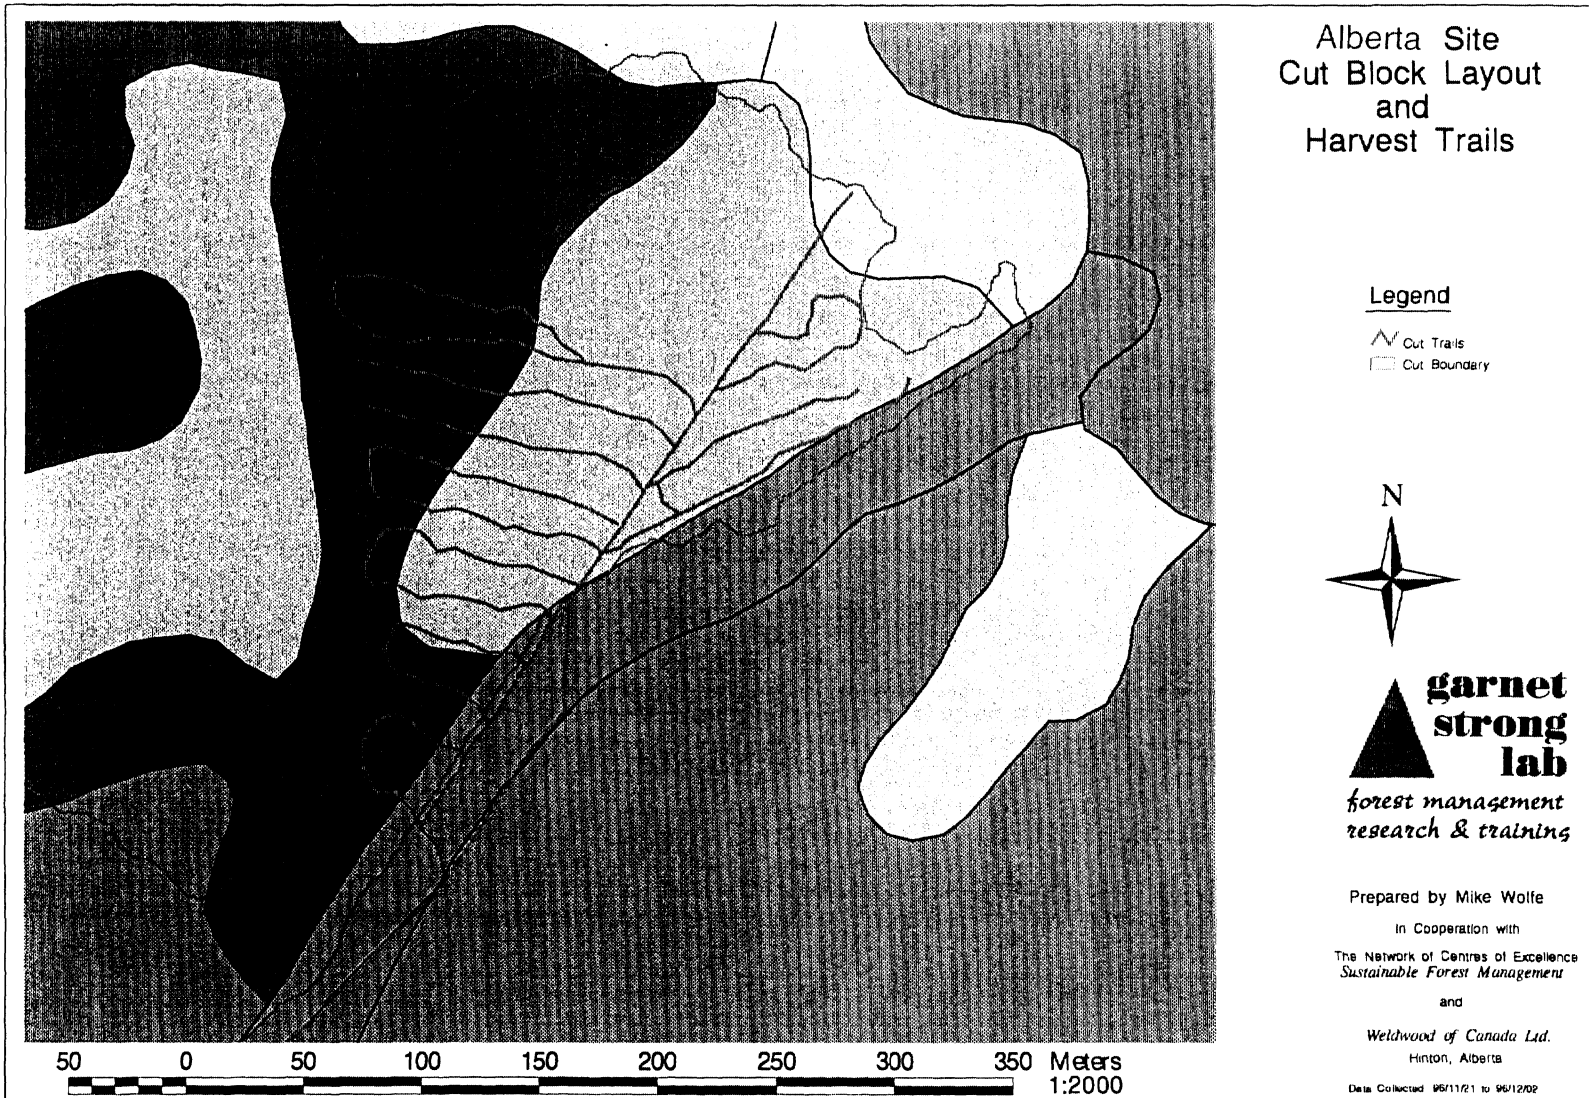 Alberta Site
Cut Block Layout
and
Harvest Trails
Legend
Cut Trails
Cut Boundary
N
garnet
strong
lab
forest management
research & training
Prepared by Mike Wolfe
In Cooperation with
The Network of Centres of Excellence
Sustainable Forest Management
and
Weldwood of Canada Ltd.
Hinton, Alberta
Data Collected 96/11/21 to 96/12/02
50 0 50 100 150 200 250 300 350 Meters
1:2000